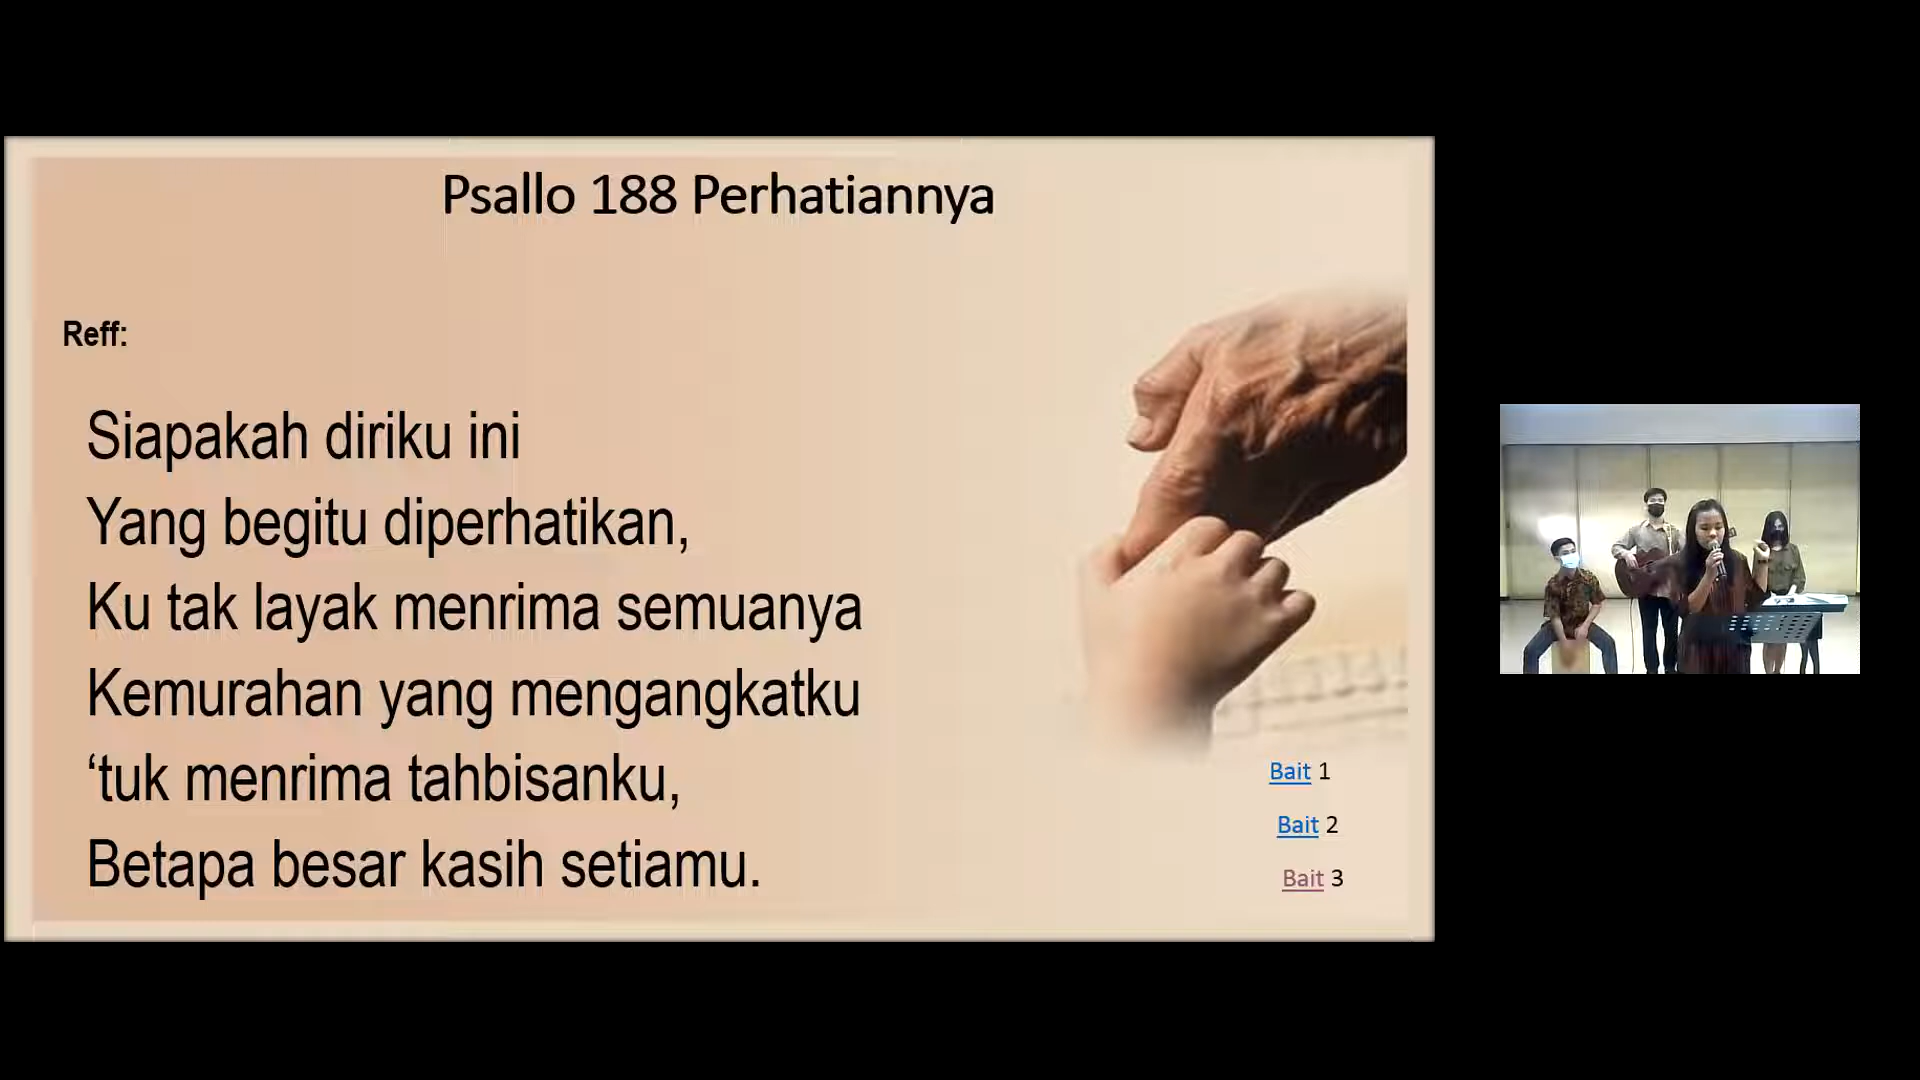 Psallo 188 Perhatiannya
Reff:
Siapakah diriku ini
Yang begitu diperhatikan,
Ku tak layak menrima semuanya
Kemurahan yang mengangkatku
‘tuk menrima tahbisanku,
Betapa besar kasih setiamu.
Bait 1
Bait 2
Bait 3